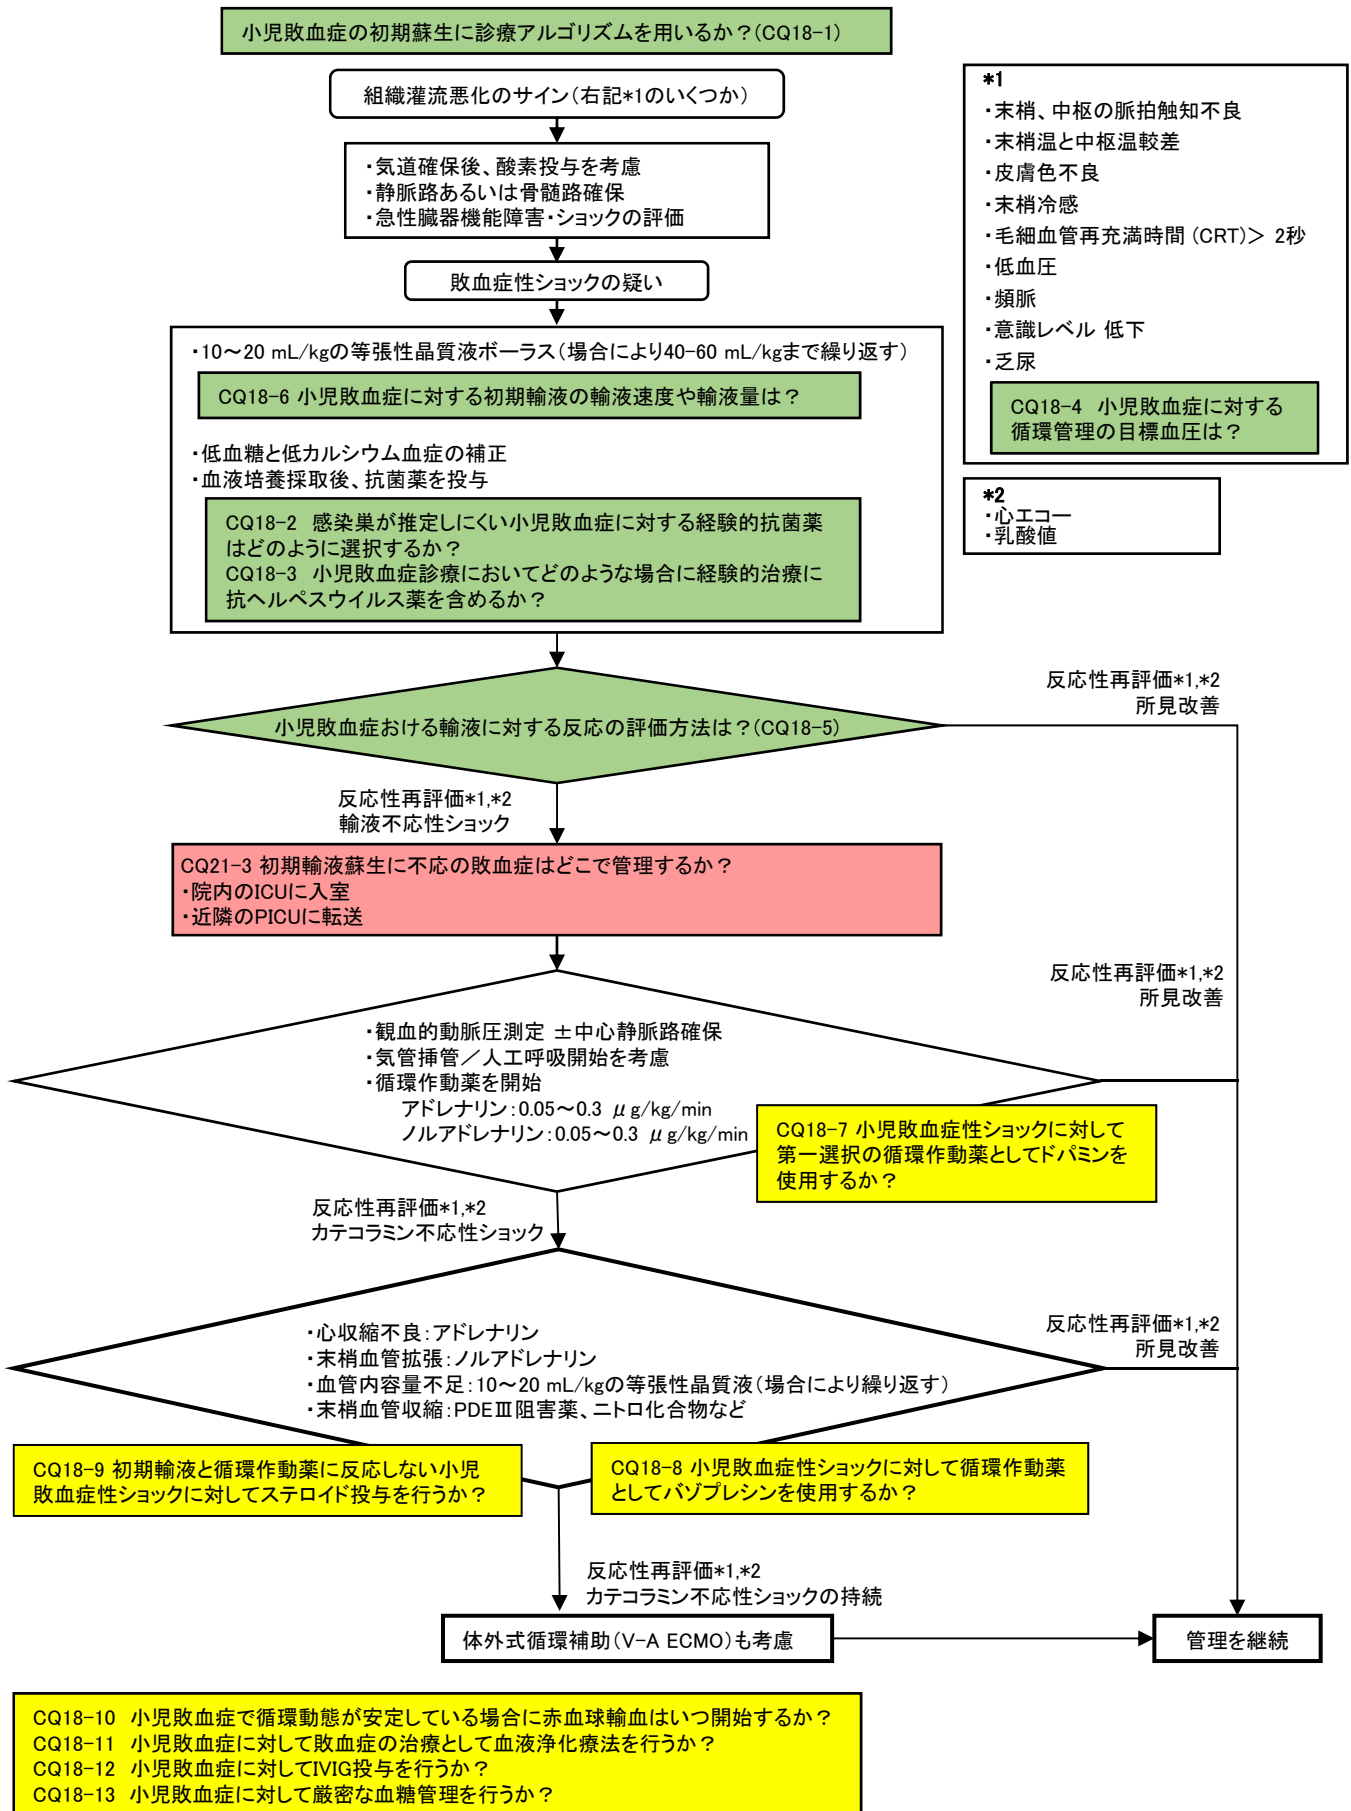 小児敗血症の初期蘇生に診療アルゴリズムを用いるか？(CQ18-1)
組織灌流悪化のサイン(右記*1のいくつか)
・気道確保後、酸素投与を考慮
・静脈路あるいは骨髄路確保
・急性臓器機能障害・ショックの評価
敗血症性ショックの疑い
*1
・末梢、中枢の脈拍触知不良
・末梢温と中枢温較差
・皮膚色不良
・末梢冷感
・毛細血管再充満時間 (CRT)＞ 2秒
・低血圧
・頻脈
・意識レベル 低下
・乏尿
CQ18-4 小児敗血症に対する
循環管理の目標血圧は？
*2
・心エコー
・乳酸値
・10～20 mL/kgの等張性晶質液ボーラス(場合により40-60 mL/kgまで繰り返す)
CQ18-6 小児敗血症に対する初期輸液の輸液速度や輸液量は？
・低血糖と低カルシウム血症の補正
・血液培養採取後、抗菌薬を投与
CQ18-2 感染巣が推定しにくい小児敗血症に対する経験的抗菌薬
はどのように選択するか？
CQ18-3 小児敗血症診療においてどのような場合に経験的治療に
抗ヘルペスウイルス薬を含めるか？
小児敗血症おける輸液に対する反応の評価方法は？(CQ18-5)
反応性再評価*1,*2
所見改善
反応性再評価*1,*2
輸液不応性ショック
CQ21-3 初期輸液蘇生に不応の敗血症はどこで管理するか？
・院内のICUに入室
・近隣のPICUに転送
反応性再評価*1,*2
所見改善
・観血的動脈圧測定 ±中心静脈路確保
・気管挿管／人工呼吸開始を考慮
・循環作動薬を開始
アドレナリン：0.05～0.3 μg/kg/min
ノルアドレナリン：0.05～0.3 μg/kg/min
CQ18-7 小児敗血症性ショックに対して
第一選択の循環作動薬としてドパミンを
使用するか？
反応性再評価*1,*2
カテコラミン不応性ショック
反応性再評価*1,*2
所見改善
・心収縮不良：アドレナリン
・末梢血管拡張：ノルアドレナリン
・血管内容量不足：10～20 mL/kgの等張性晶質液(場合により繰り返す)
・末梢血管収縮：PDEⅢ阻害薬、ニトロ化合物など
CQ18-9 初期輸液と循環作動薬に反応しない小児
敗血症性ショックに対してステロイド投与を行うか？
CQ18-8 小児敗血症性ショックに対して循環作動薬
としてバゾプレシンを使用するか？
反応性再評価*1,*2
カテコラミン不応性ショックの持続
体外式循環補助(V-A ECMO)も考慮
管理を継続
CQ18-10 小児敗血症で循環動態が安定している場合に赤血球輸血はいつ開始するか？
CQ18-11 小児敗血症に対して敗血症の治療として血液浄化療法を行うか？
CQ18-12 小児敗血症に対してIVIG投与を行うか？
CQ18-13 小児敗血症に対して厳密な血糖管理を行うか？